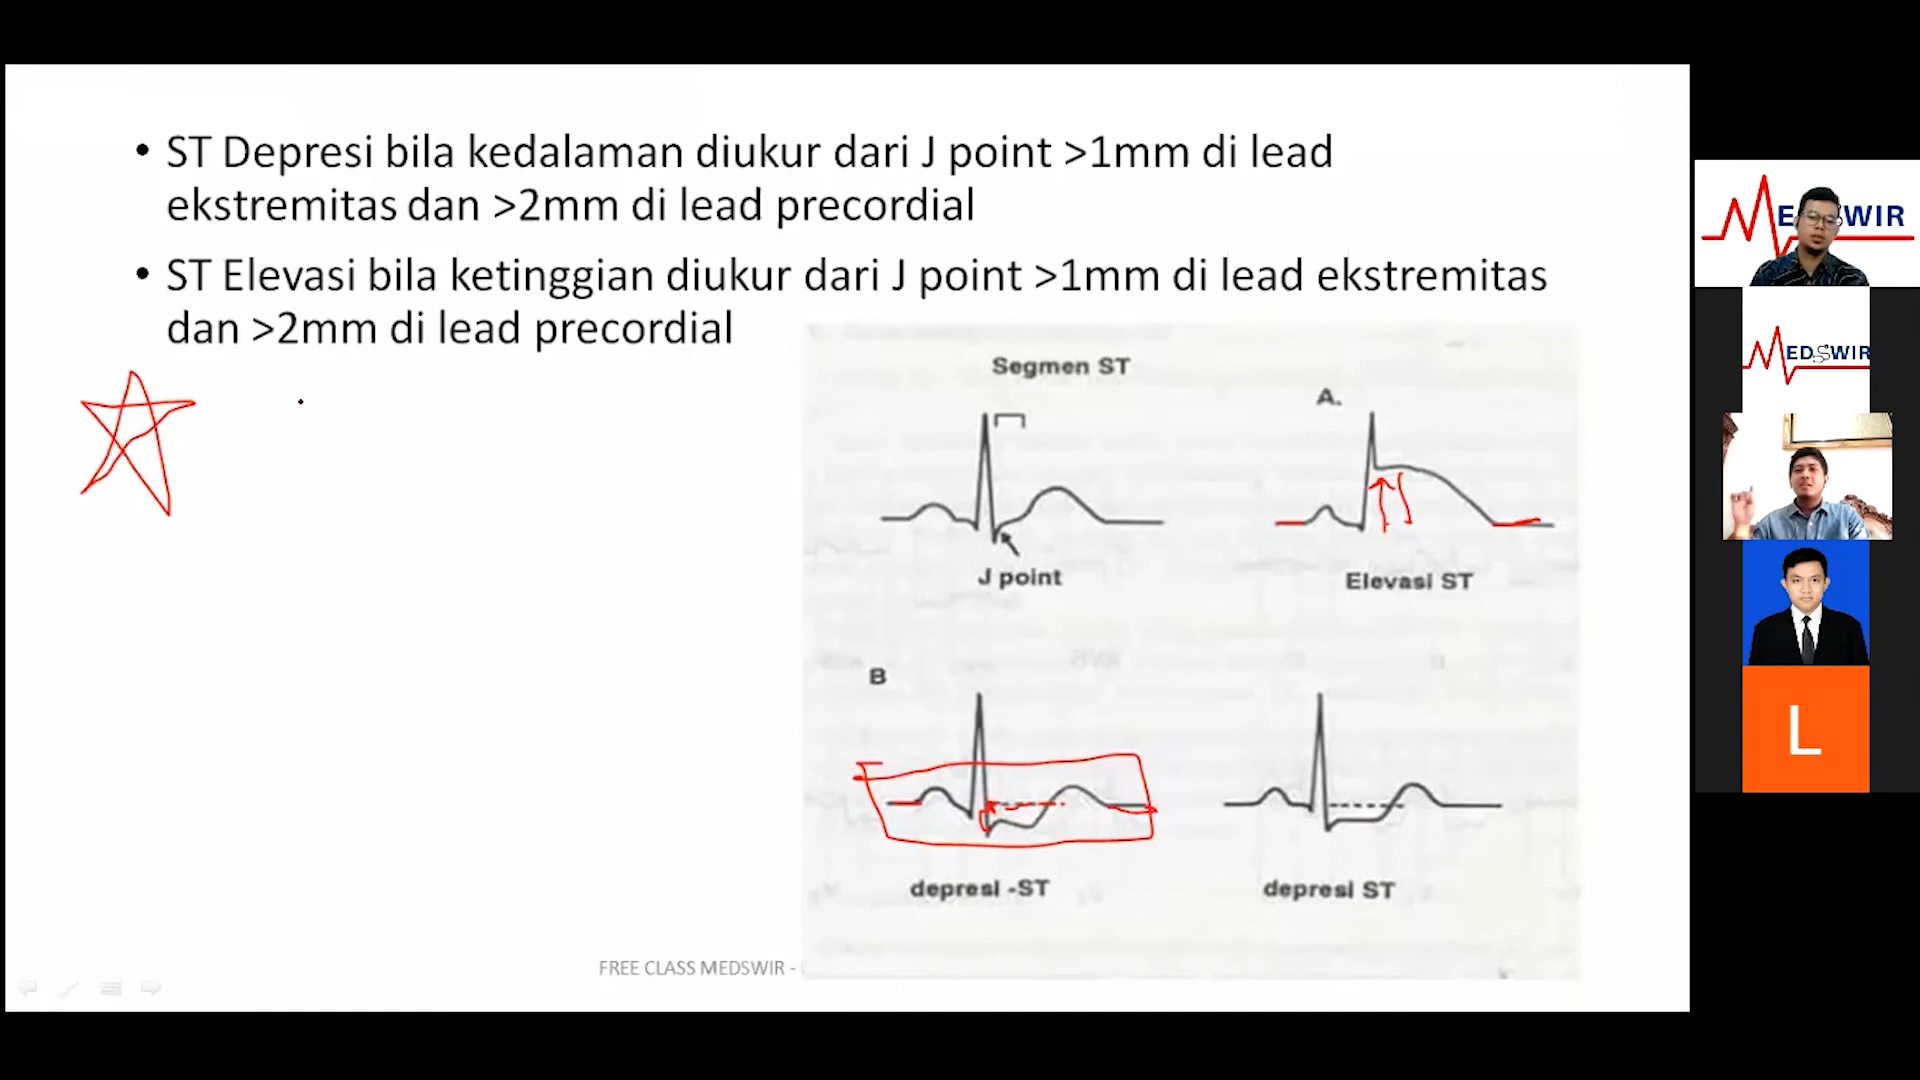 • ST Depresi bila kedalaman diukur dari J point >1mm di lead
ekstremitas dan >2mm di lead precordial
• ST Elevasi bila ketinggian diukur dari J point >1mm di lead ekstremitas
dan >2mm di lead precordial
Segmen ST
A.
J point
Elevasi ST
B
depresi -ST
depresi ST
FREE CLASS MEDSWIR -
MEDSWIR
MEDSWIR
L